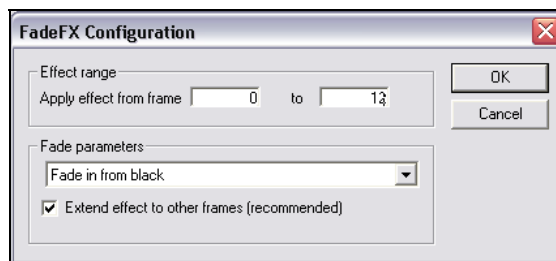 FadeFX Configuration
Effect range
Apply effect from frame 0 to
OK
Cancel
Fade parameters
Fade in from black
Extend effect to other frames (recommended)